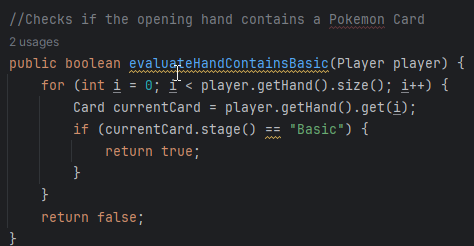 //Checks if the opening hand contains a Pokemon Card
2 usages
public boolean evaluateHandContainsBasic(Player player) {
    for (int i = 0; i < player.getHand().size(); i++) {
        Card currentCard = player.getHand().get(i);
        if (currentCard.stage() == "Basic") {
            return true;
        }
    }
    return false;
}